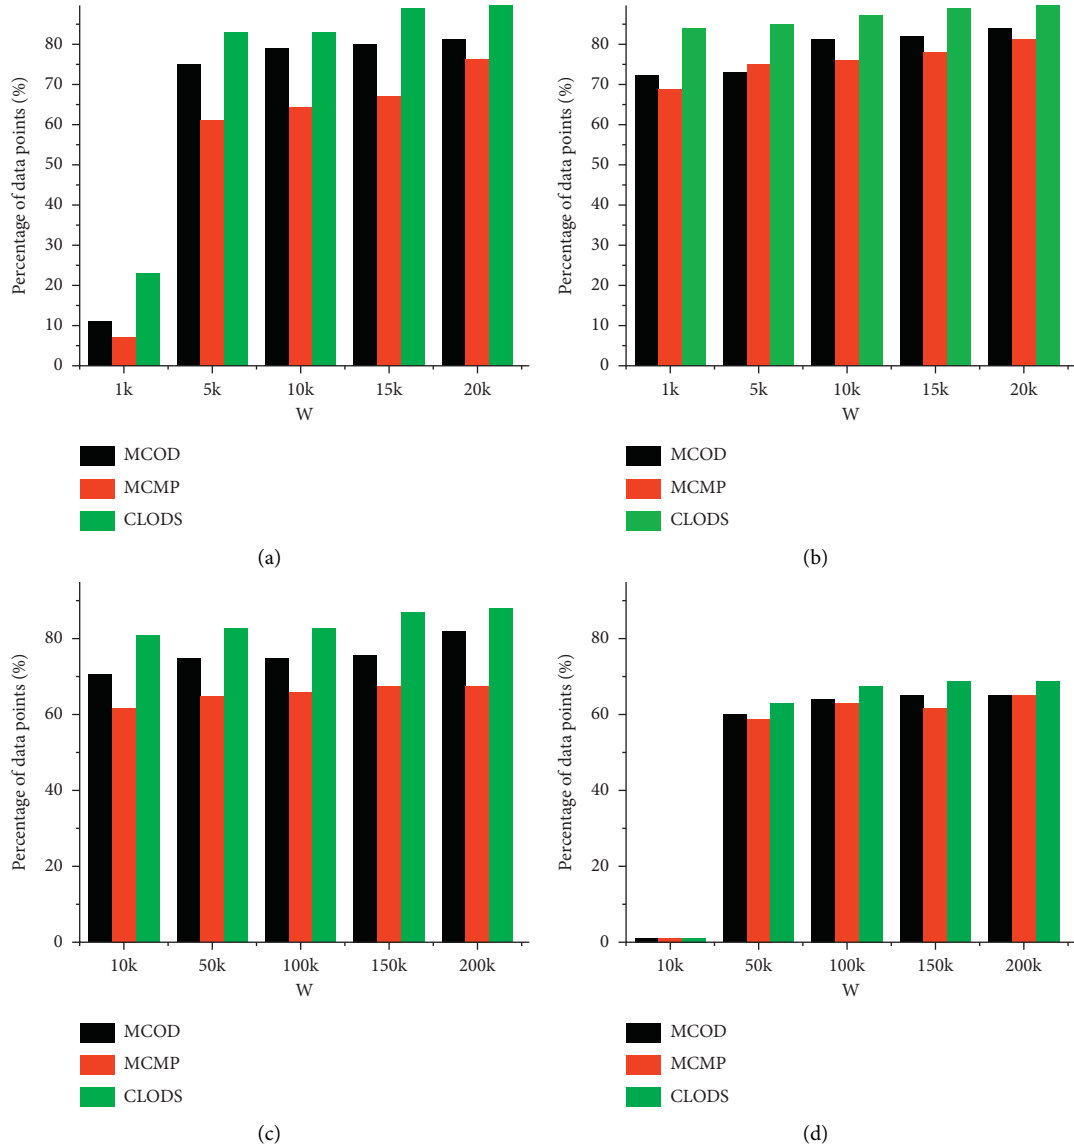 Percentage of data points (%)
80
70
60
50
40
30
20
10
0
1k 5k 10k 15k 20k
W
MCOD
MCMP
CLODS
(a)
Percentage of data points (%)
80
70
60
50
40
30
20
10
0
1k 5k 10k 15k 20k
W
MCOD
MCMP
CLODS
(b)
Percentage of data points (%)
80
60
40
20
0
10k 50k 100k 150k 200k
W
MCOD
MCMP
CLODS
(c)
Percentage of data points (%)
80
60
40
20
0
10k 50k 100k 150k 200k
W
MCOD
MCMP
CLODS
(d)